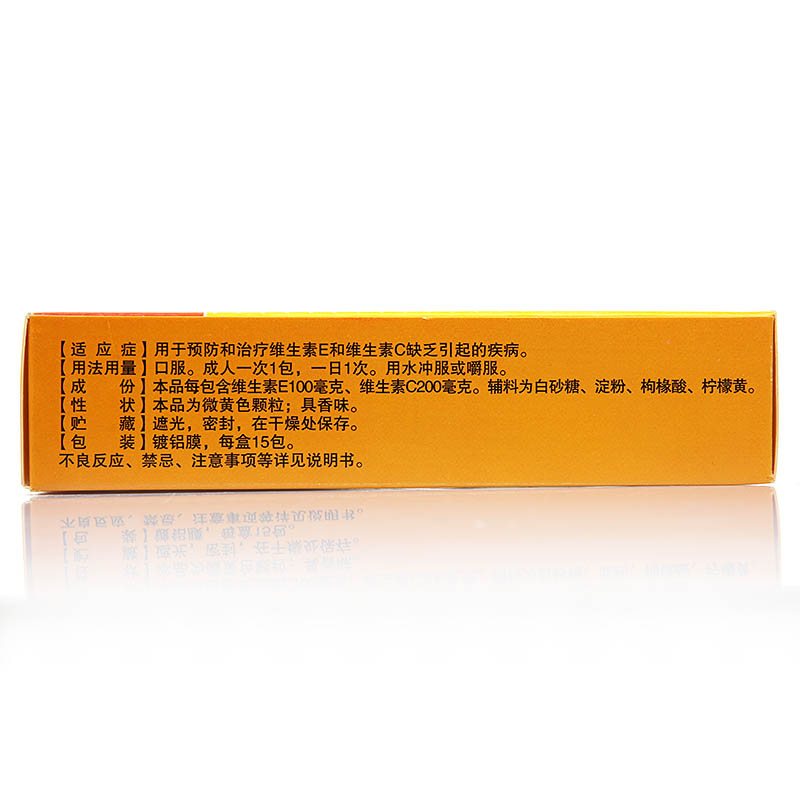 【适应症】用于预防和治疗维生素E和维生素C缺乏引起的疾病。
【用法用量】口服。成人一次1包，一日1次。用水冲服或嚼服。
【成份】本品每包含维生素E100毫克、维生素C200毫克。辅料为白砂糖、淀粉、枸橼酸、柠檬黄。
【性状】本品为微黄色颗粒；具香味。
【贮藏】遮光，密封，在干燥处保存。
【包装】镀铝膜，每盒15包。
不良反应、禁忌、注意事项等详见说明书。